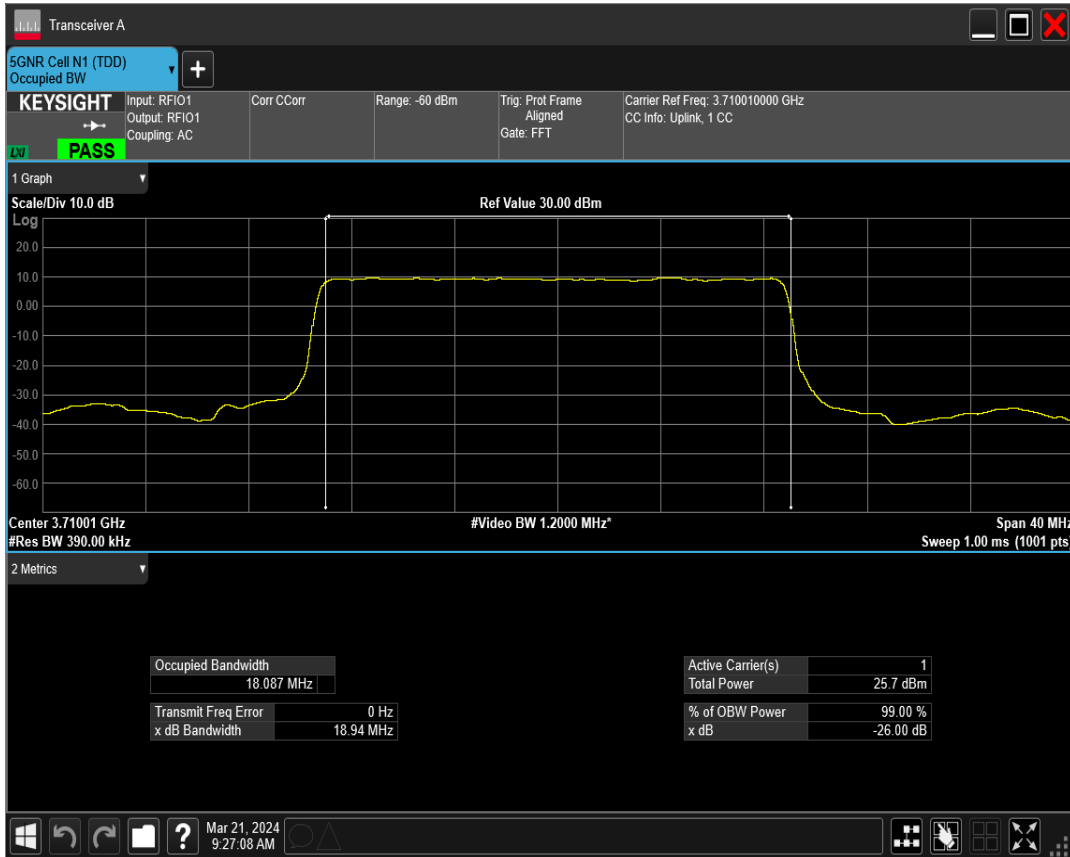 Transceiver A
5GNR Cell N1 (TDD)
Occupied BW
+
KEYSIGHT
LXI
PASS
Input: RFIO1
Output: RFIO1
Coupling: AC
Corr CCorr
Range: -60 dBm
Trig: Prot Frame
Aligned
Gate: FFT
Carrier Ref Freq: 3.710010000 GHz
CC Info: Uplink, 1 CC
1 Graph
Scale/Div 10.0 dB
Ref Value 30.00 dBm
Log
20.0
10.0
0.00
-10.0
-20.0
-30.0
-40.0
-50.0
-60.0
Center 3.71001 GHz
#Video BW 1.2000 MHz*
Span 40 MHz
#Res BW 390.00 kHz
Sweep 1.00 ms (1001 pts)
2 Metrics
Occupied Bandwidth
18.087 MHz
Transmit Freq Error 0 Hz
x dB Bandwidth 18.94 MHz
Active Carrier(s) 1
Total Power 25.7 dBm
% of OBW Power 99.00 %
x dB -26.00 dB
?
Mar 21, 2024
9:27:08 AM